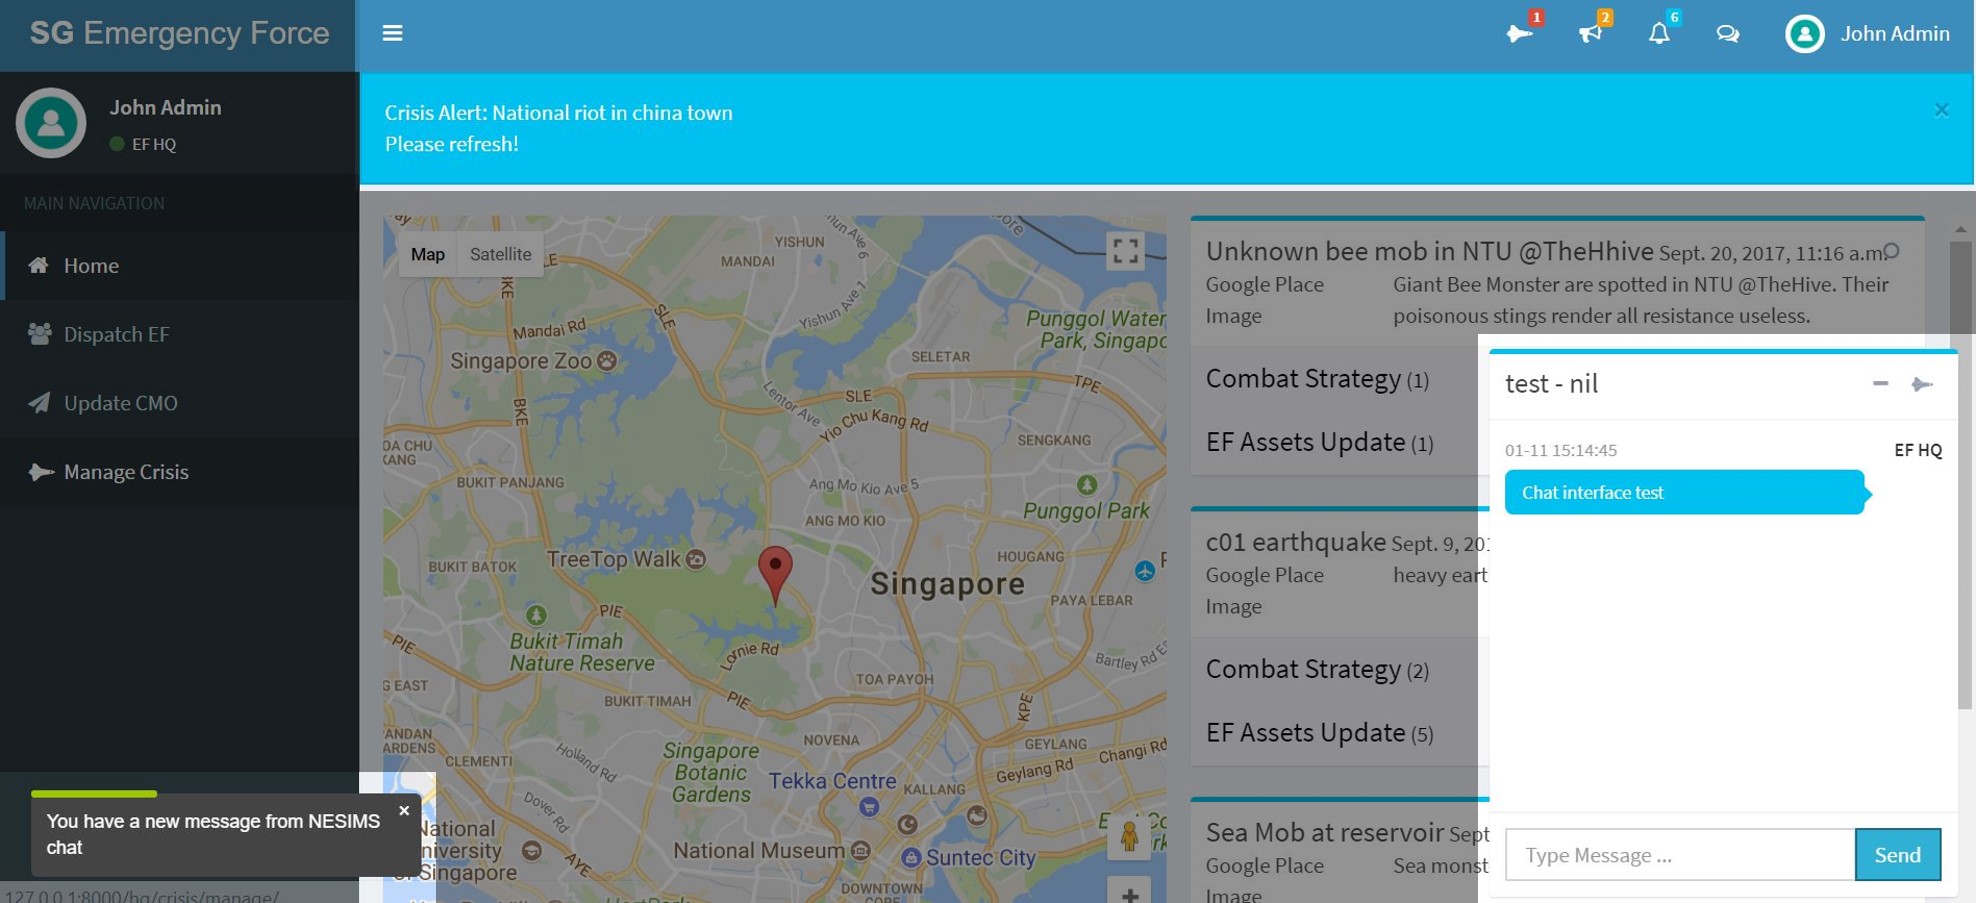 SG Emergency Force
1
2
6
John Admin
John Admin
EF HQ
MAIN NAVIGATION
Home
Dispatch EF
Update CMO
Manage Crisis
Crisis Alert: National riot in china town
Please refresh!
×
Map
Satellite
YISHUN
MANDAI
Yishun Ave 1
SLE
BKE
Mandai Rd
SLE
Singapore Zoo
SELETAR
Punggol Water
Park, Singapo
TPE
SLE
Lentor Ave
Yio Chu Kang Rd
BKE
SENGKANG
BUKIT PANJANG
Ang Mo Kio Ave 5
Punggol Park
ANG MO KIO
HOUGANG
TreeTop Walk
BUKIT BATOK
Singapore
PAYA LEBAR
PIE
PIE
Bukit Timah
Nature Reserve
Lornie Rd
Bartley Rd E
TOA PAYOH
G EAST
BUKIT TIMAH
PIE
KPE
NOVENA
GEYLANG
Changi Rd
Geylang Rd
CLEMENTI
Holland Rd
Singapore
Botanic
Gardens
Tekka Centre
KALLANG
Dover Rd
AYE
National Museum
Suntec City
DOWNTOWN
CORE
National
University
of Singapore
Unknown bee mob in NTU @TheHhive Sept. 20, 2017, 11:16 a.m.
Google Place
Image
Giant Bee Monster are spotted in NTU @TheHive. Their
poisonous stings render all resistance useless.
Combat Strategy (1)
EF Assets Update (1)
c01 earthquake Sept. 9, 201
Google Place
Image
heavy eart
Combat Strategy (2)
EF Assets Update (5)
Sea Mob at reservoir Sept
Google Place
Image
Sea monst
test - nil
01-11 15:14:45
EF HQ
Chat interface test
Type Message ...
Send
You have a new message from NESIMS
chat
×
127.0.0.1:8000/hq/crisis/manage/